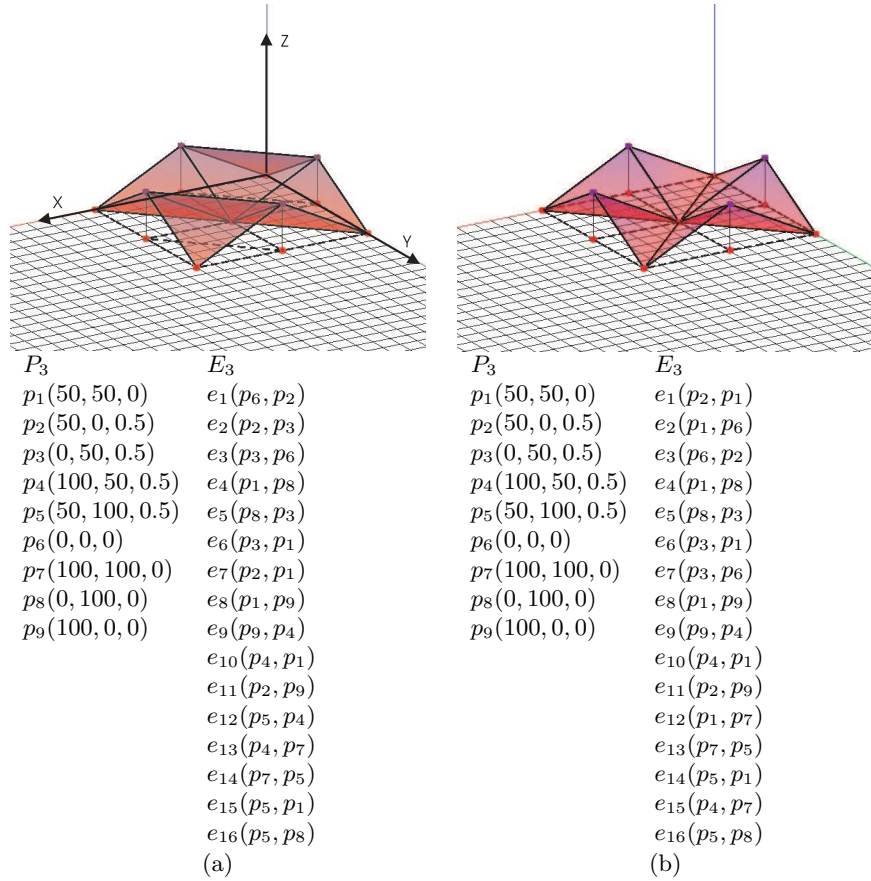 Z
X
Y
P₃ E₃ P₃ E₃
p₁(50, 50, 0) e₁(p₆, p₂) p₁(50, 50, 0) e₁(p₂, p₁)
p₂(50, 0, 0.5) e₂(p₂, p₃) p₂(50, 0, 0.5) e₂(p₁, p₆)
p₃(0, 50, 0.5) e₃(p₃, p₆) p₃(0, 50, 0.5) e₃(p₆, p₂)
p₄(100, 50, 0.5) e₄(p₁, p₈) p₄(100, 50, 0.5) e₄(p₁, p₈)
p₅(50, 100, 0.5) e₅(p₈, p₃) p₅(50, 100, 0.5) e₅(p₈, p₃)
p₆(0, 0, 0) e₆(p₃, p₁) p₆(0, 0, 0) e₆(p₃, p₁)
p₇(100, 100, 0) e₇(p₂, p₁) p₇(100, 100, 0) e₇(p₃, p₆)
p₈(0, 100, 0) e₈(p₁, p₉) p₈(0, 100, 0) e₈(p₁, p₉)
p₉(100, 0, 0) e₉(p₉, p₄) p₉(100, 0, 0) e₉(p₉, p₄)
e₁₀(p₄, p₁) e₁₀(p₄, p₁)
e₁₁(p₂, p₉) e₁₁(p₂, p₉)
e₁₂(p₅, p₄) e₁₂(p₁, p₇)
e₁₃(p₄, p₇) e₁₃(p₇, p₅)
e₁₄(p₇, p₅) e₁₄(p₅, p₁)
e₁₅(p₅, p₁) e₁₅(p₄, p₇)
e₁₆(p₅, p₈) e₁₆(p₅, p₈)
(a) (b)